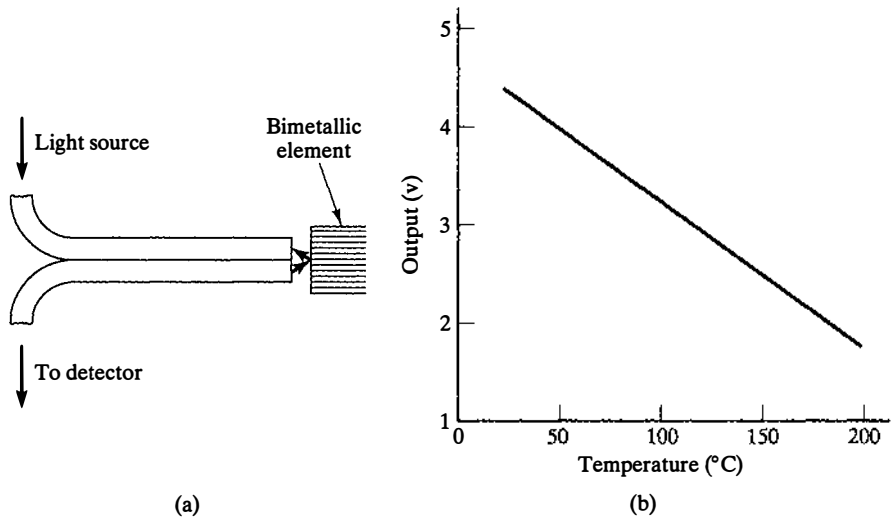 Light source
Bimetallic
element
To detector
(a)
Output (v)
5
4
3
2
1
0
50
100
150
200
Temperature (°C)
(b)